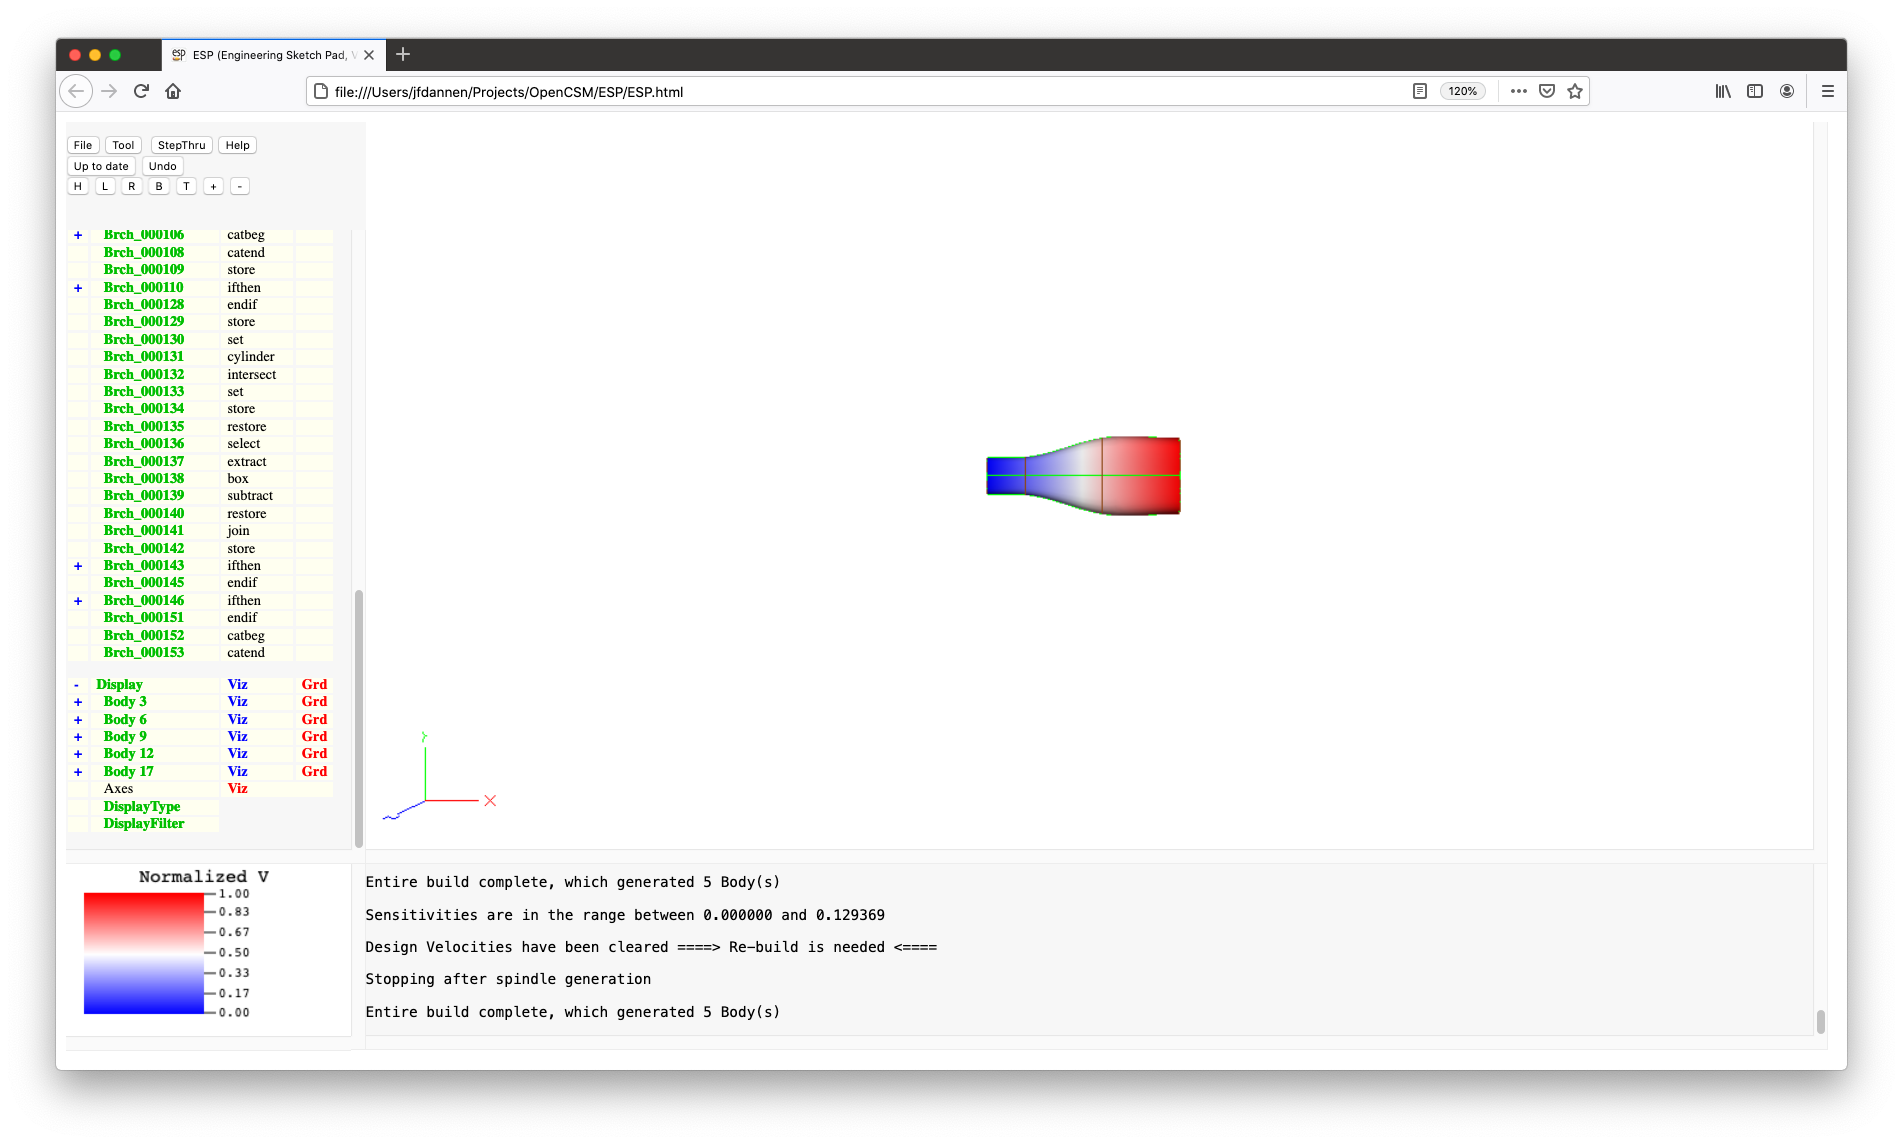 esp ESP (Engineering Sketch Pad, V
file:///Users/jfdannen/Projects/OpenCSM/ESP/ESP.html 120%
File Tool StepThru Help
Up to date Undo
H L R B T + -
+ Brch_000106 catbeg
Brch_000108 catend
Brch_000109 store
+ Brch_000110 ifthen
Brch_000128 endif
Brch_000129 store
Brch_000130 set
Brch_000131 cylinder
Brch_000132 intersect
Brch_000133 set
Brch_000134 store
Brch_000135 restore
Brch_000136 select
Brch_000137 extract
Brch_000138 box
Brch_000139 subtract
Brch_000140 restore
Brch_000141 join
Brch_000142 store
+ Brch_000143 ifthen
Brch_000145 endif
+ Brch_000146 ifthen
Brch_000151 endif
Brch_000152 catbeg
Brch_000153 catend
- Display Viz Grd
+ Body 3 Viz Grd
+ Body 6 Viz Grd
+ Body 9 Viz Grd
+ Body 12 Viz Grd
+ Body 17 Viz Grd
Axes Viz
DisplayType
DisplayFilter
Y
X
Z
Normalized V
1.00
0.83
0.67
0.50
0.33
0.17
0.00
Entire build complete, which generated 5 Body(s)
Sensitivities are in the range between 0.000000 and 0.129369
Design Velocities have been cleared ====> Re-build is needed <====
Stopping after spindle generation
Entire build complete, which generated 5 Body(s)